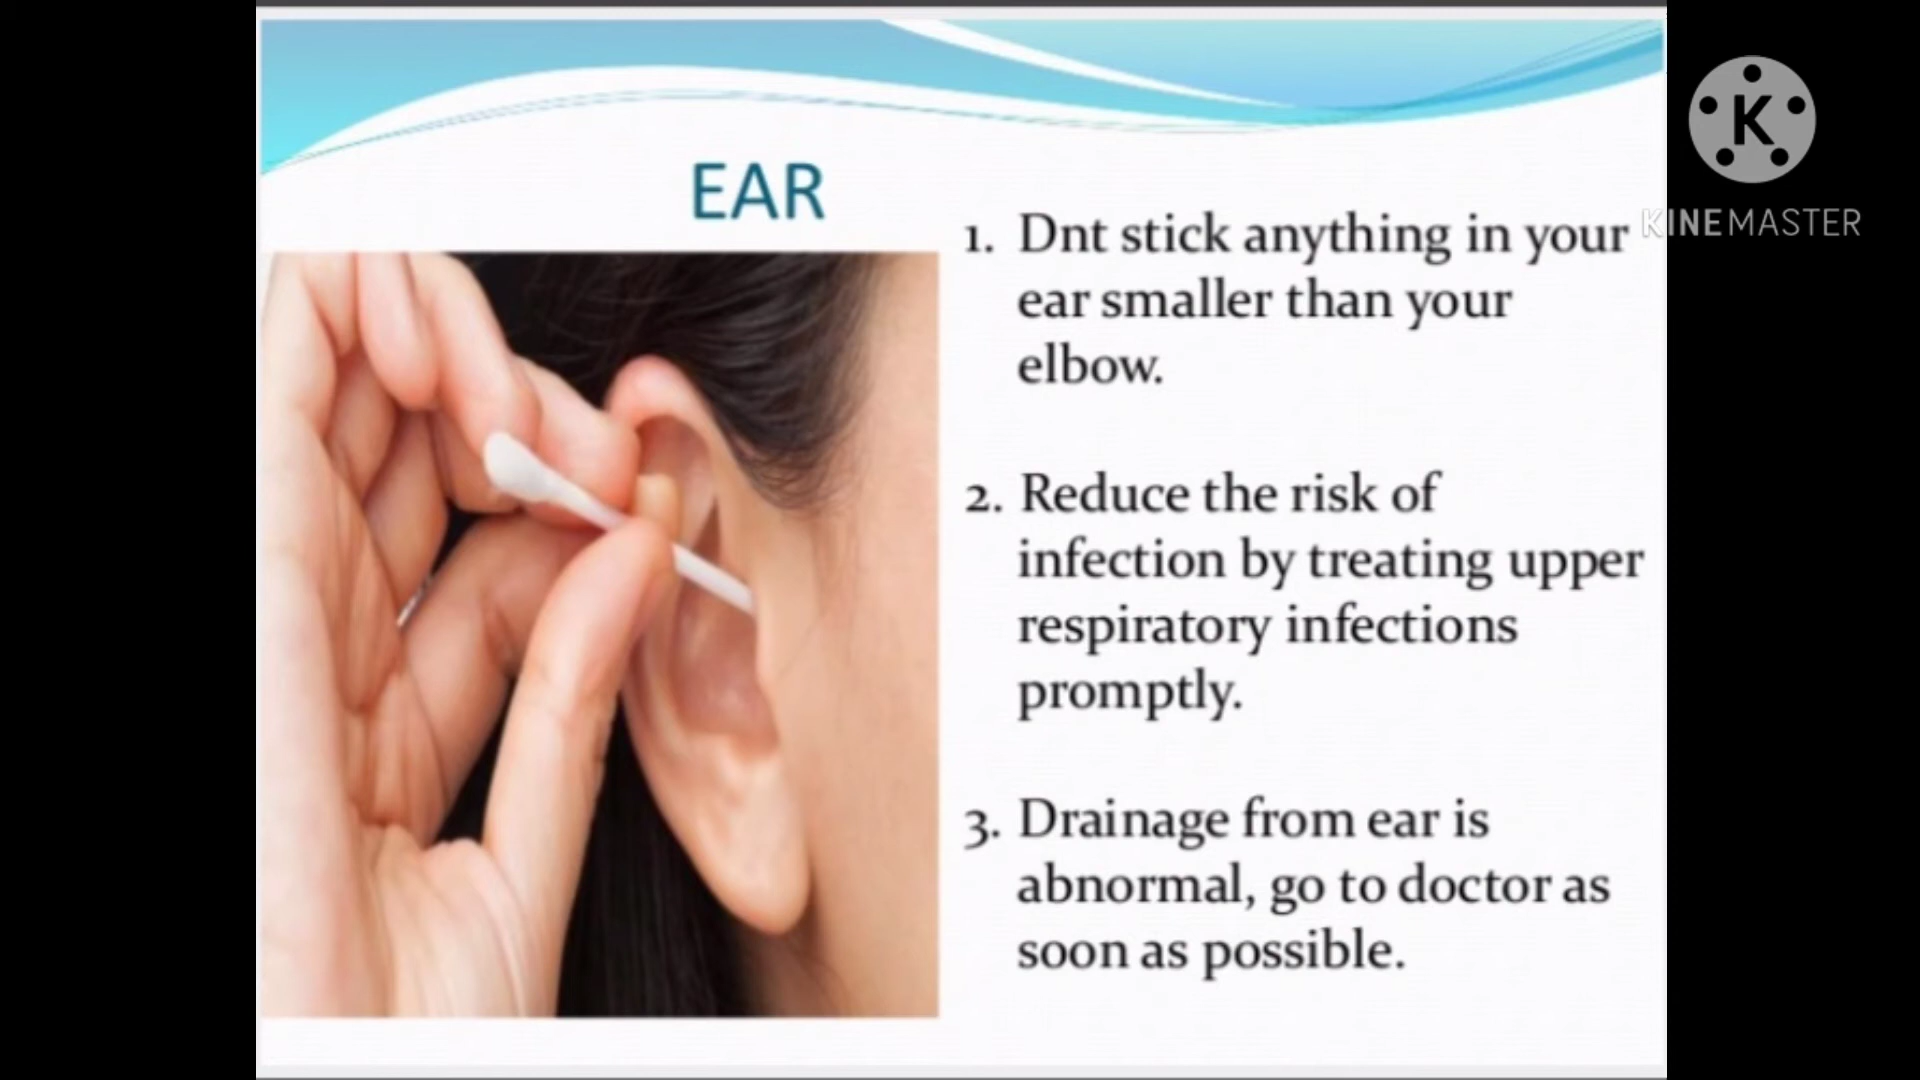 EAR
1. Dnt stick anything in your
ear smaller than your
elbow.
2. Reduce the risk of
infection by treating upper
respiratory infections
promptly.
3. Drainage from ear is
abnormal, go to doctor as
soon as possible.
K
KINEMASTER